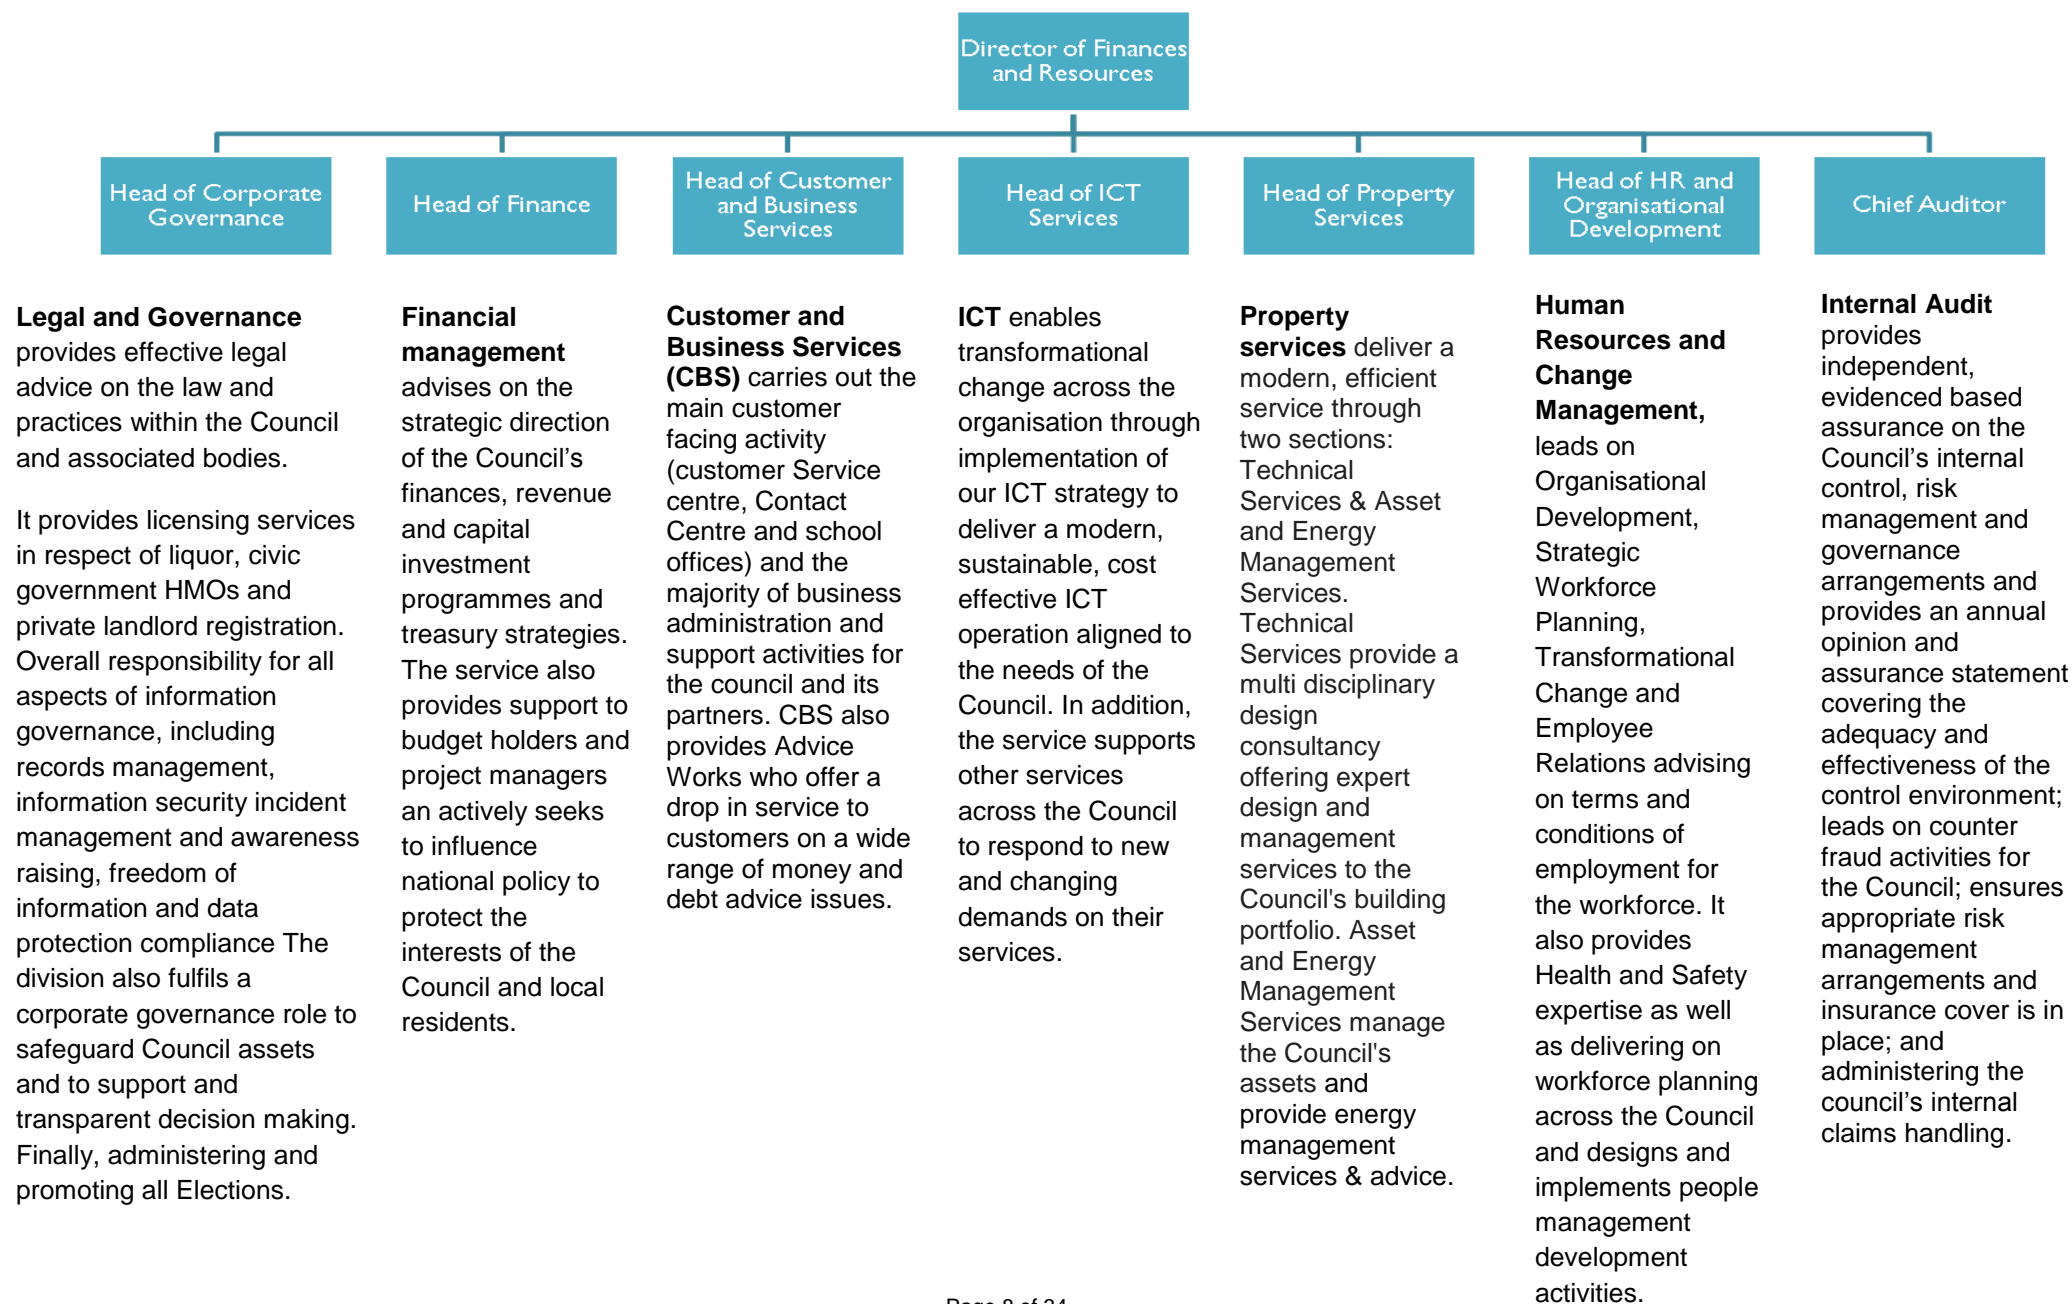 Director of Finances
and Resources
Head of Corporate
Governance
Head of Finance
Head of Customer
and Business
Services
Head of ICT
Services
Head of Property
Services
Head of HR and
Organisational
Development
Chief Auditor
Legal and Governance
provides effective legal
advice on the law and
practices within the Council
and associated bodies.
It provides licensing services
in respect of liquor, civic
government HMOs and
private landlord registration.
Overall responsibility for all
aspects of information
governance, including
records management,
information security incident
management and awareness
raising, freedom of
information and data
protection compliance The
division also fulfils a
corporate governance role to
safeguard Council assets
and to support and
transparent decision making.
Finally, administering and
promoting all Elections.
Financial
management
advises on the
strategic direction
of the Council’s
finances, revenue
and capital
investment
programmes and
treasury strategies.
The service also
provides support to
budget holders and
project managers
an actively seeks
to influence
national policy to
protect the
interests of the
Council and local
residents.
Customer and
Business Services
(CBS) carries out the
main customer
facing activity
(customer Service
centre, Contact
Centre and school
offices) and the
majority of business
administration and
support activities for
the council and its
partners. CBS also
provides Advice
Works who offer a
drop in service to
customers on a wide
range of money and
debt advice issues.
ICT enables
transformational
change across the
organisation through
implementation of
our ICT strategy to
deliver a modern,
sustainable, cost
effective ICT
operation aligned to
the needs of the
Council. In addition,
the service supports
other services
across the Council
to respond to new
and changing
demands on their
services.
Property
services deliver a
modern, efficient
service through
two sections:
Technical
Services & Asset
and Energy
Management
Services.
Technical
Services provide a
multi disciplinary
design
consultancy
offering expert
design and
management
services to the
Council's building
portfolio. Asset
and Energy
Management
Services manage
the Council's
assets and
provide energy
management
services & advice.
Human
Resources and
Change
Management,
leads on
Organisational
Development,
Strategic
Workforce
Planning,
Transformational
Change and
Employee
Relations advising
on terms and
conditions of
employment for
the workforce. It
also provides
Health and Safety
expertise as well
as delivering on
workforce planning
across the Council
and designs and
implements people
management
development
activities.
Internal Audit
provides
independent,
evidenced based
assurance on the
Council’s internal
control, risk
management and
governance
arrangements and
provides an annual
opinion and
assurance statement
covering the
adequacy and
effectiveness of the
control environment;
leads on counter
fraud activities for
the Council; ensures
appropriate risk
management
arrangements and
insurance cover is in
place; and
administering the
council’s internal
claims handling.
Page 8 of 34